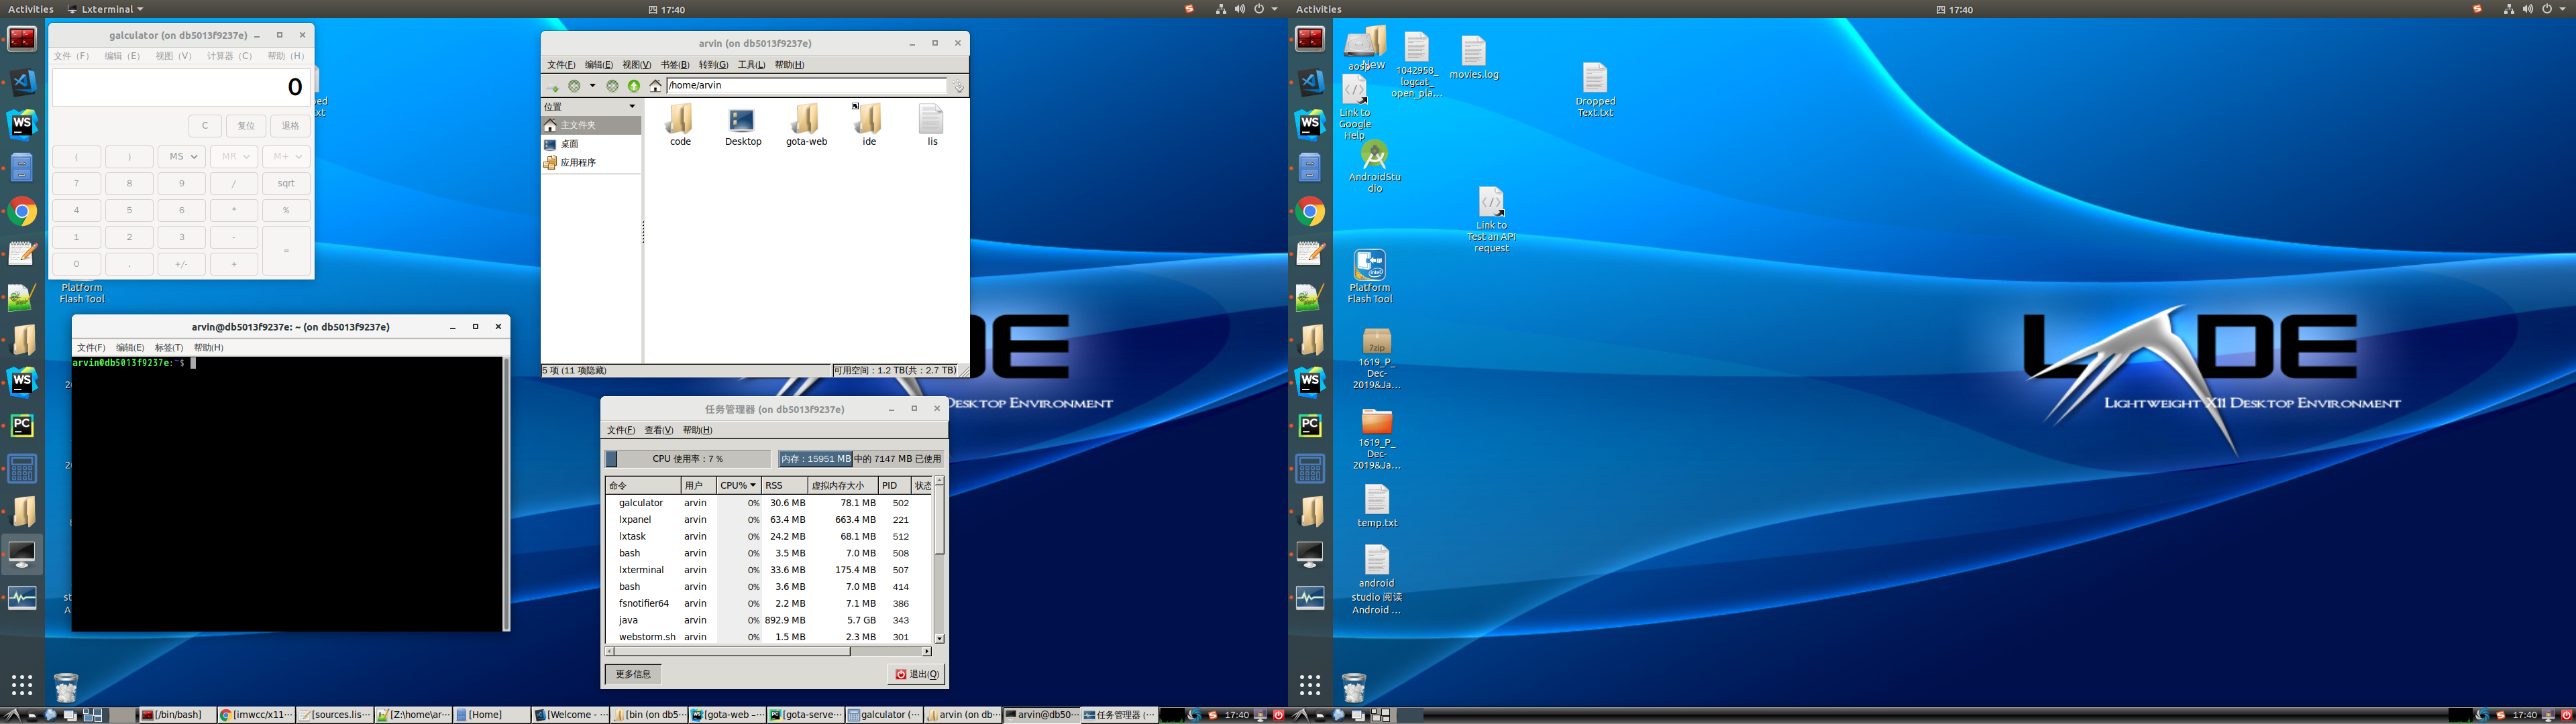 Activities
Lxterminal
四 17:40
galculator (on db5013f9237e)
文件（F） 编辑（E） 视图（V） 计算器（C） 帮助（H）
0
C 复位 退格
( ) MS MR M+
7 8 9 / sqrt
4 5 6 * %
1 2 3 - =
0 . +/- +
Platform
Flash Tool
arvin@db5013f9237e: ~ (on db5013f9237e)
文件(F) 编辑(E) 标签(T) 帮助(H)
arvin@db5013f9237e:~$
arvin (on db5013f9237e)
文件(F) 编辑(E) 视图(V) 书签(B) 转到(G) 工具(L) 帮助(H)
/home/arvin
位置
主文件夹
桌面
应用程序
code Desktop gota-web ide lis
5 项 (11 项隐藏)
可用空间：1.2 TB(共：2.7 TB)
DE
Desktop Environment
任务管理器 (on db5013f9237e)
文件(F) 查看(V) 帮助(H)
CPU 使用率：7 %
内存：15951 MB 中的 7147 MB 已使用
命令 用户 CPU% RSS 虚拟内存大小 PID 状态
galculator arvin 0% 30.6 MB 78.1 MB 502
lxpanel arvin 0% 63.4 MB 663.4 MB 221
lxtask arvin 0% 24.2 MB 68.1 MB 512
bash arvin 0% 3.5 MB 7.0 MB 508
lxterminal arvin 0% 33.6 MB 175.4 MB 507
bash arvin 0% 3.6 MB 7.0 MB 414
fsnotifier64 arvin 0% 2.2 MB 7.1 MB 386
java arvin 0% 892.9 MB 5.7 GB 343
webstorm.sh arvin 0% 1.5 MB 2.3 MB 301
更多信息
退出(Q)
[/bin/bash] [imwcc/x11··· [sources.lis··· [Z:\home\ar··· [Home] [Welcome - ··· [bin (on db5··· [gota-web –··· [gota-serve··· galculator (··· arvin (on db··· arvin@db50··· 任务管理器 (··· 17:40
Activities
四 17:40
aosp
New
1042958_
logcat_
open_pla...
movies.log
Dropped
Text.txt
Link to
Google
Help
AndroidStu
dio
Link to
Test an API
request
Platform
Flash Tool
7zip
1619_P_
Dec-
2019&Ja...
1619_P_
Dec-
2019&Ja...
temp.txt
android
studio 阅读
Android ...
LXDE
Lightweight X11 Desktop Environment
17:40